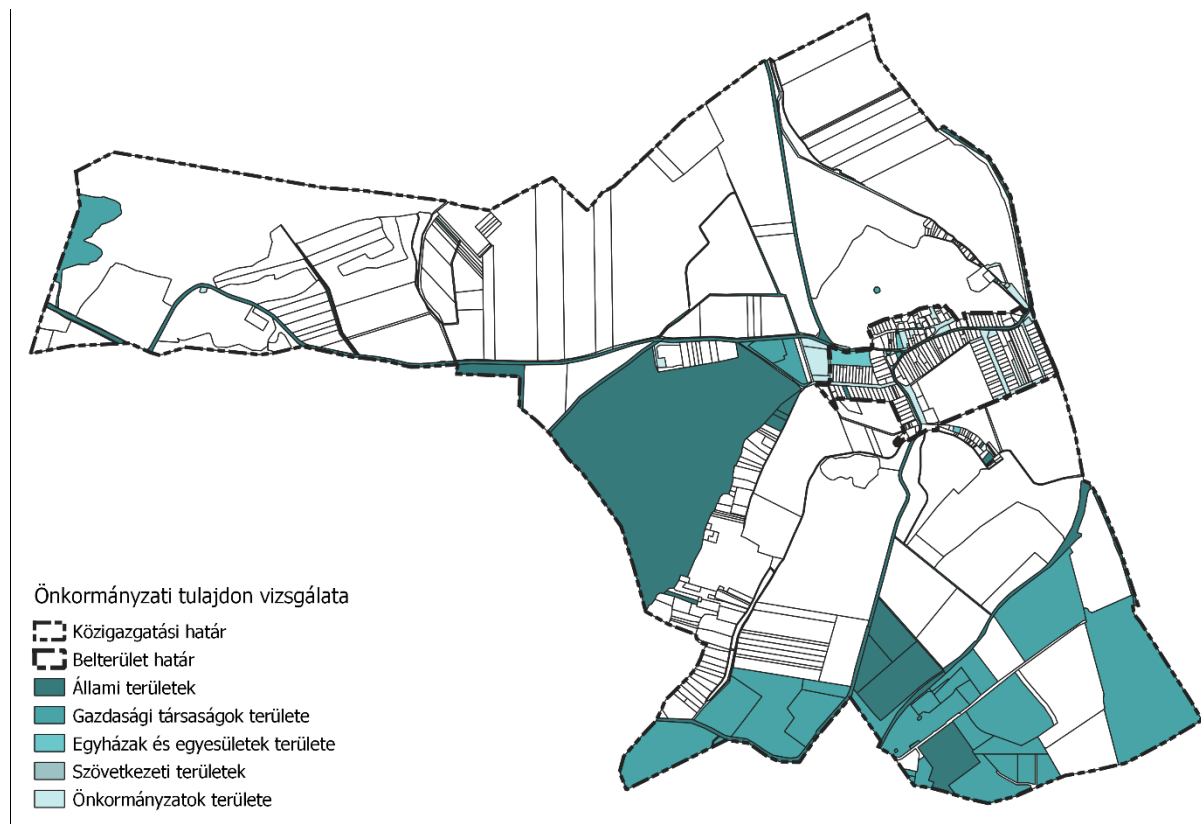 Önkormányzati tulajdon vizsgálata
Közigazgatási határ
Belterület határ
Állami területek
Gazdasági társaságok területe
Egyházak és egyesületek területe
Szövetkezeti területek
Önkormányzatok területe